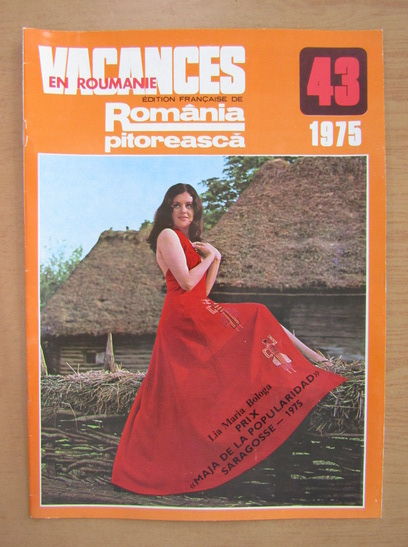 VACANCES
EN ROUMANIE
ÉDITION FRANÇAISE DE
România
pitorească
43
1975
Lia Maria Bologa
PRIX
«MAJA DE LA POPULARIDAD»
SARAGOSSE — 1975